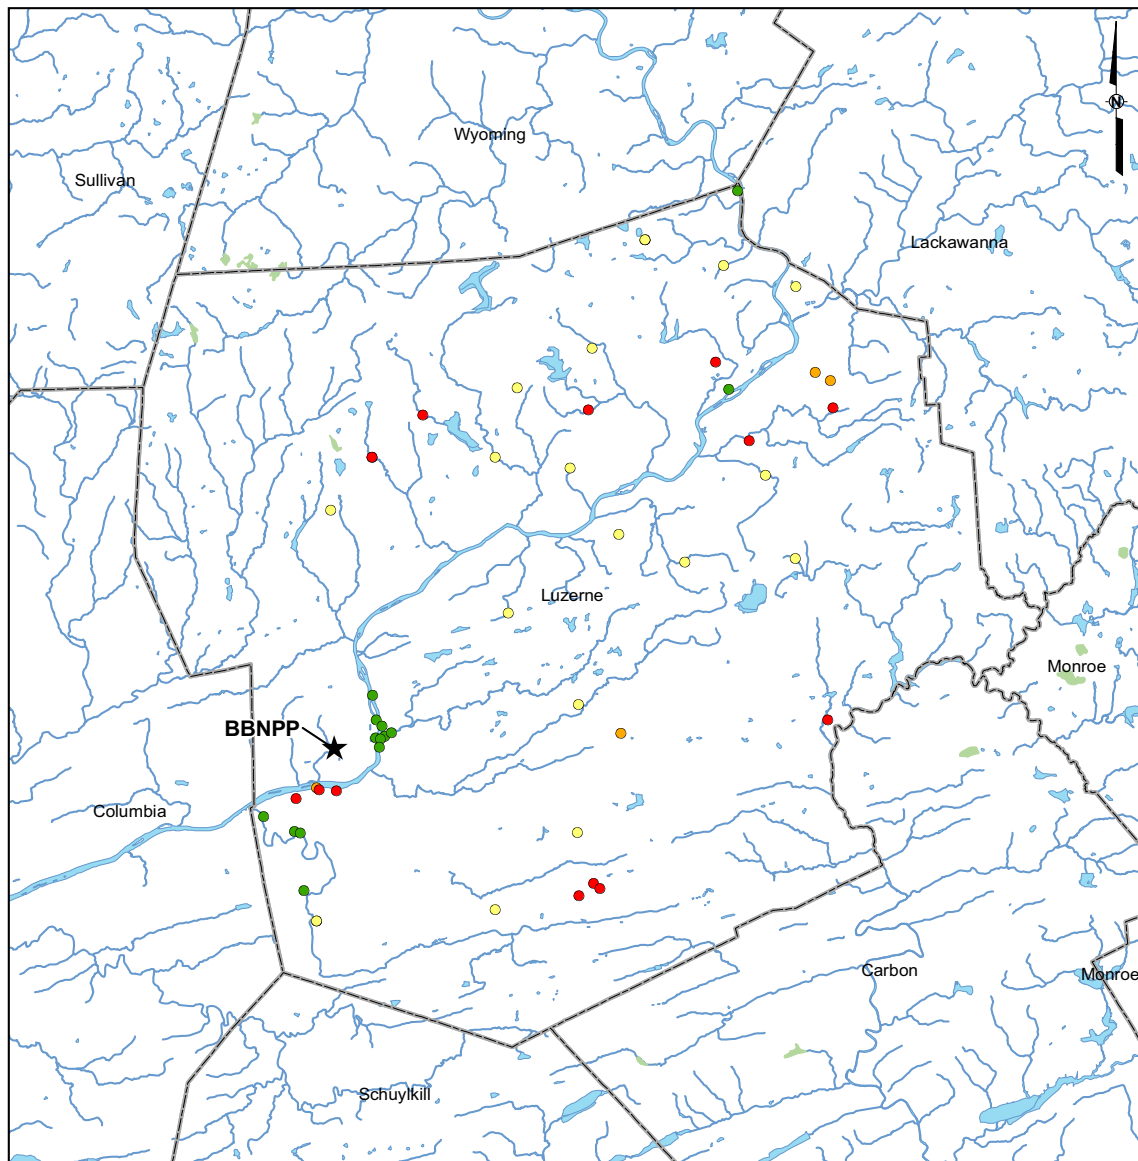 Wyoming
N
Sullivan
Lackawanna
Luzerne
Monroe
BBNPP
Columbia
Carbon
Monroe
Schuylkill